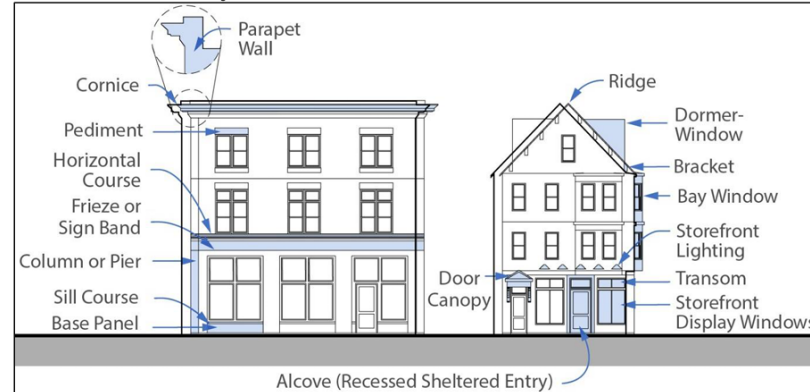 Parapet
Wall
Cornice
Pediment
Horizontal
Course
Frieze or
Sign Band
Column or Pier
Sill Course
Base Panel
Ridge
Dormer-
Window
Bracket
Bay Window
Storefront
Lighting
Door
Canopy
Transom
Storefront
Display Windows
Alcove (Recessed Sheltered Entry)